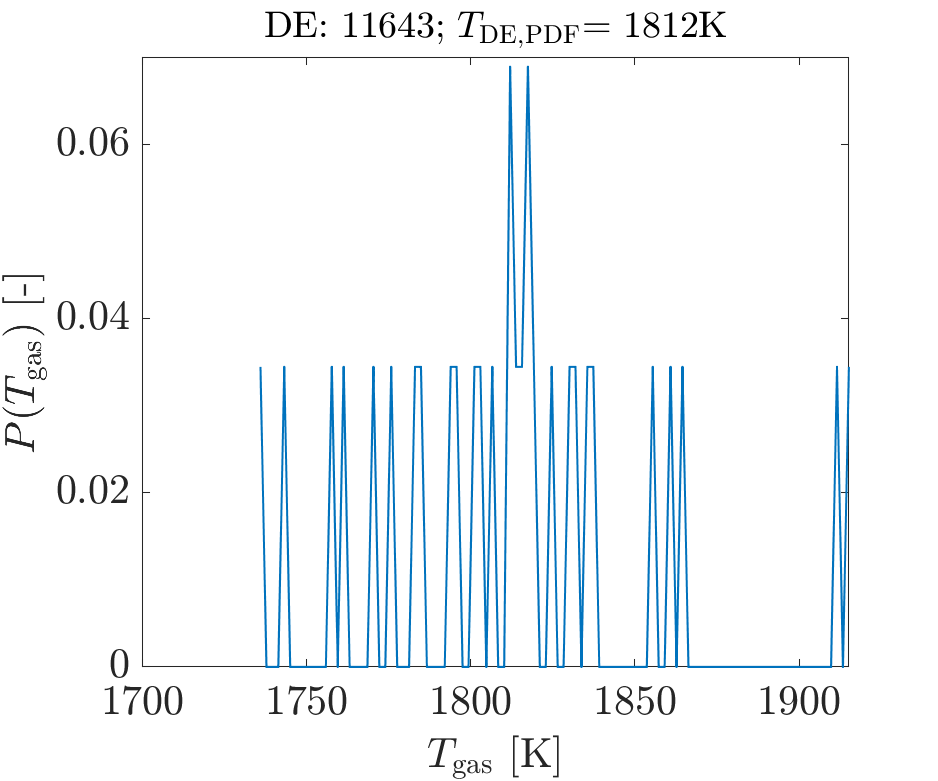 DE: 11643; T_DE,PDF= 1812K
0.06
0.04
0.02
0
P(T_gas) [-]
1700 1750 1800 1850 1900
T_gas [K]